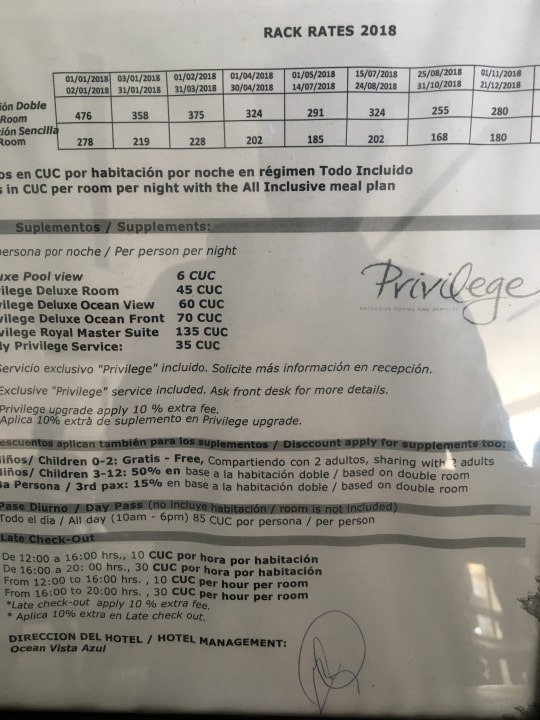 RACK RATES 2018
01/01/2018 03/01/2018 01/02/2018 01/04/2018 01/05/2018 15/07/2018 25/08/2018 01/11/2018
02/01/2018 31/01/2018 31/03/2018 30/04/2018 14/07/2018 24/08/2018 31/10/2018 21/12/2018
ión Doble
Room 476 358 375 324 291 324 255 280
ción Sencilla
Room 278 219 228 202 185 202 168 180
os en CUC por habitación por noche en régimen Todo Incluido
s in CUC per room per night with the All Inclusive meal plan
Suplementos / Supplements:
persona por noche / Per person per night
uxe Pool view 6 CUC
vilege Deluxe Room 45 CUC
vilege Deluxe Ocean View 60 CUC
vilege Deluxe Ocean Front 70 CUC
vilege Royal Master Suite 135 CUC
ly Privilege Service: 35 CUC
Privilege
Servicio exclusivo "Privilege" incluido. Solicite más información en recepción.
Exclusive "Privilege" service included. Ask front desk for more details.
Privilege upgrade apply 10 % extra fee.
Aplica 10% extra de suplemento en Privilege upgrade.
escuentos aplican también para los suplementos / Disccount apply for supplements too:
iños/ Children 0-2: Gratis - Free, Compartiendo con 2 adultos, sharing with 2 adults
iños/ Children 3-12: 50% en base a la habitación doble / based on double room
a Persona / 3rd pax: 15% en base a la habitación doble / based on double room
Pase Diurno / Day Pass (no incluye habitación / room is not included)
Todo el día / All day (10am - 6pm) 85 CUC por persona / per person
Late Check-Out
De 12:00 a 16:00 hrs., 10 CUC por hora por habitación
De 16:00 a 20: 00 hrs., 30 CUC por hora por habitación
From 12:00 to 16:00 hrs. , 10 CUC per hour per room
From 16:00 to 20:00 hrs. , 30 CUC per hour per room
*Late check-out apply 10 % extra fee.
* Aplica 10% extra en Late check out.
DIRECCION DEL HOTEL / HOTEL MANAGEMENT:
Ocean Vista Azul